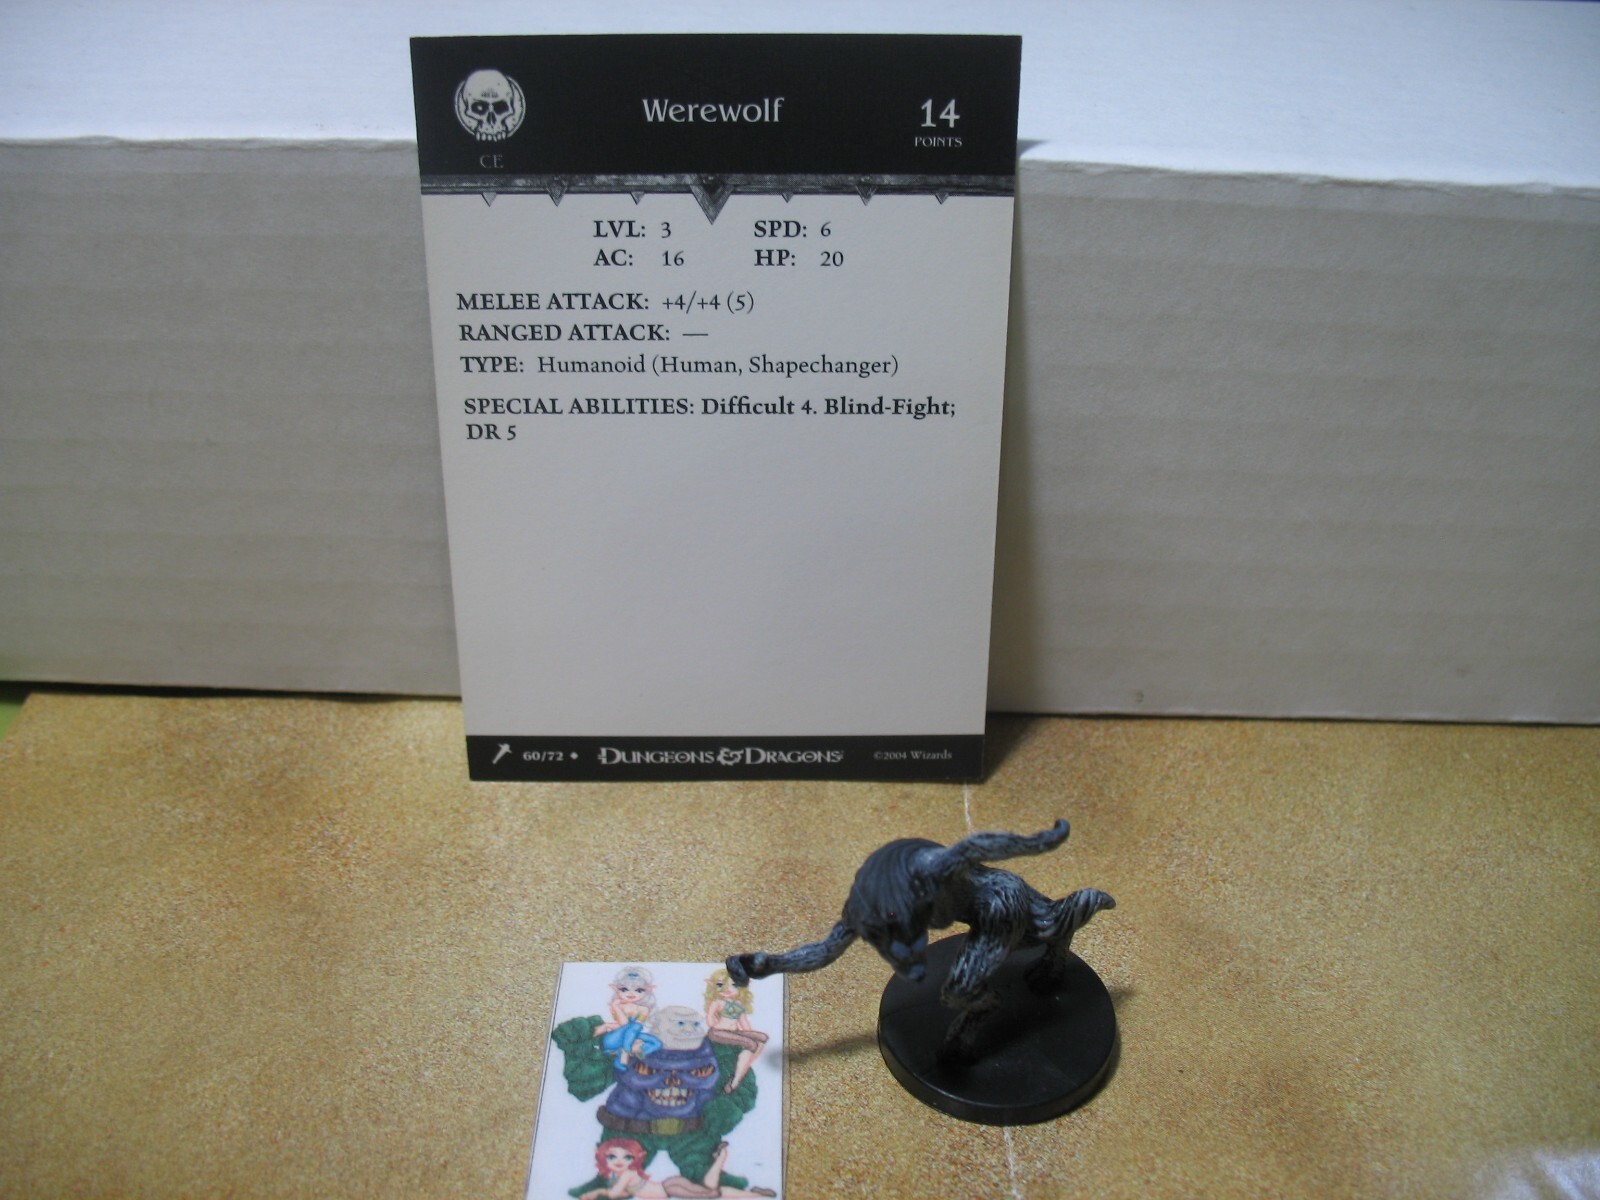 Werewolf
14
POINTS
CE
LVL: 3 SPD: 6
AC: 16 HP: 20
MELEE ATTACK: +4/+4 (5)
RANGED ATTACK: —
TYPE: Humanoid (Human, Shapechanger)
SPECIAL ABILITIES: Difficult 4. Blind-Fight;
DR 5
60/72 ◆ DUNGEONS & DRAGONS ©2004 Wizards